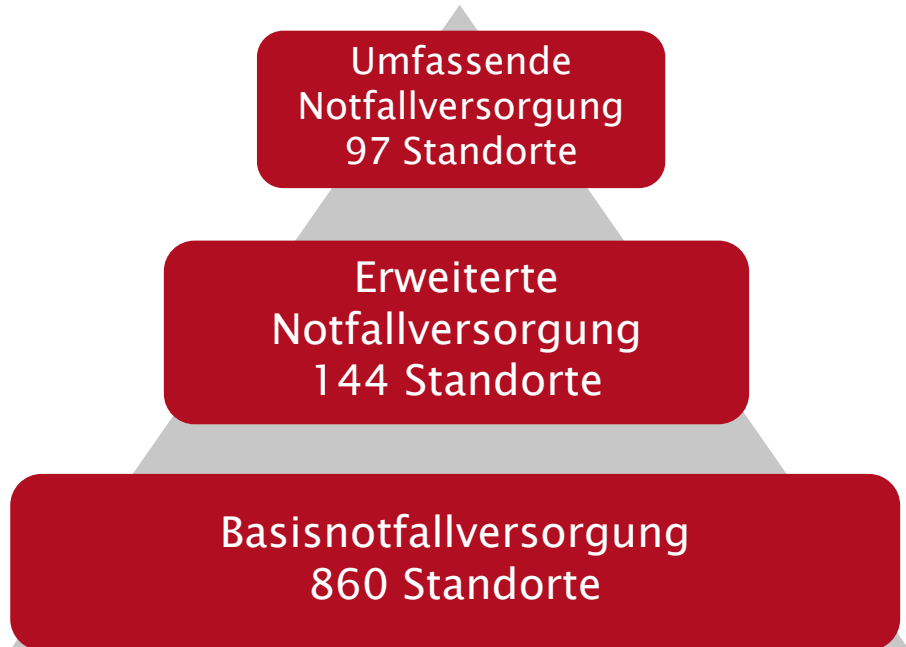 Umfassende
Notfallversorgung
97 Standorte
Erweiterte
Notfallversorgung
144 Standorte
Basisnotfallversorgung
860 Standorte